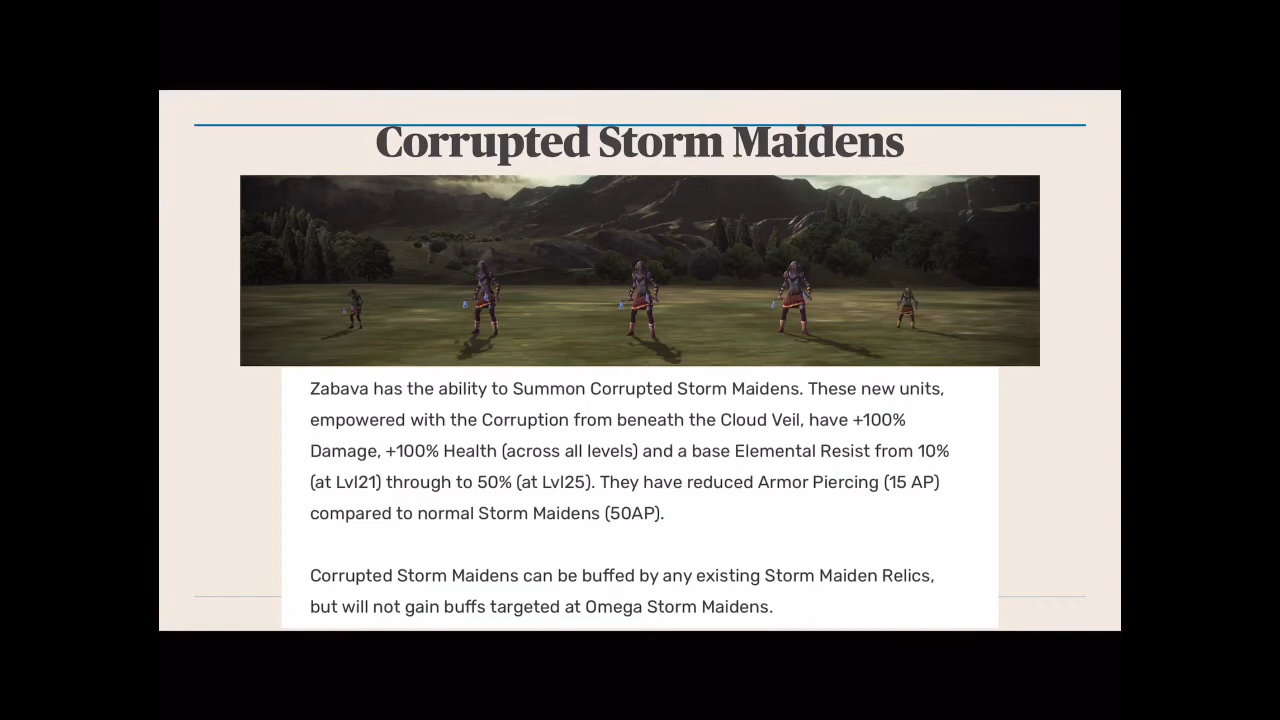 Corrupted Storm Maidens
Zabava has the ability to Summon Corrupted Storm Maidens. These new units,
empowered with the Corruption from beneath the Cloud Veil, have +100%
Damage, +100% Health (across all levels) and a base Elemental Resist from 10%
(at Lvl21) through to 50% (at Lvl25). They have reduced Armor Piercing (15 AP)
compared to normal Storm Maidens (50AP).
Corrupted Storm Maidens can be buffed by any existing Storm Maiden Relics,
but will not gain buffs targeted at Omega Storm Maidens.